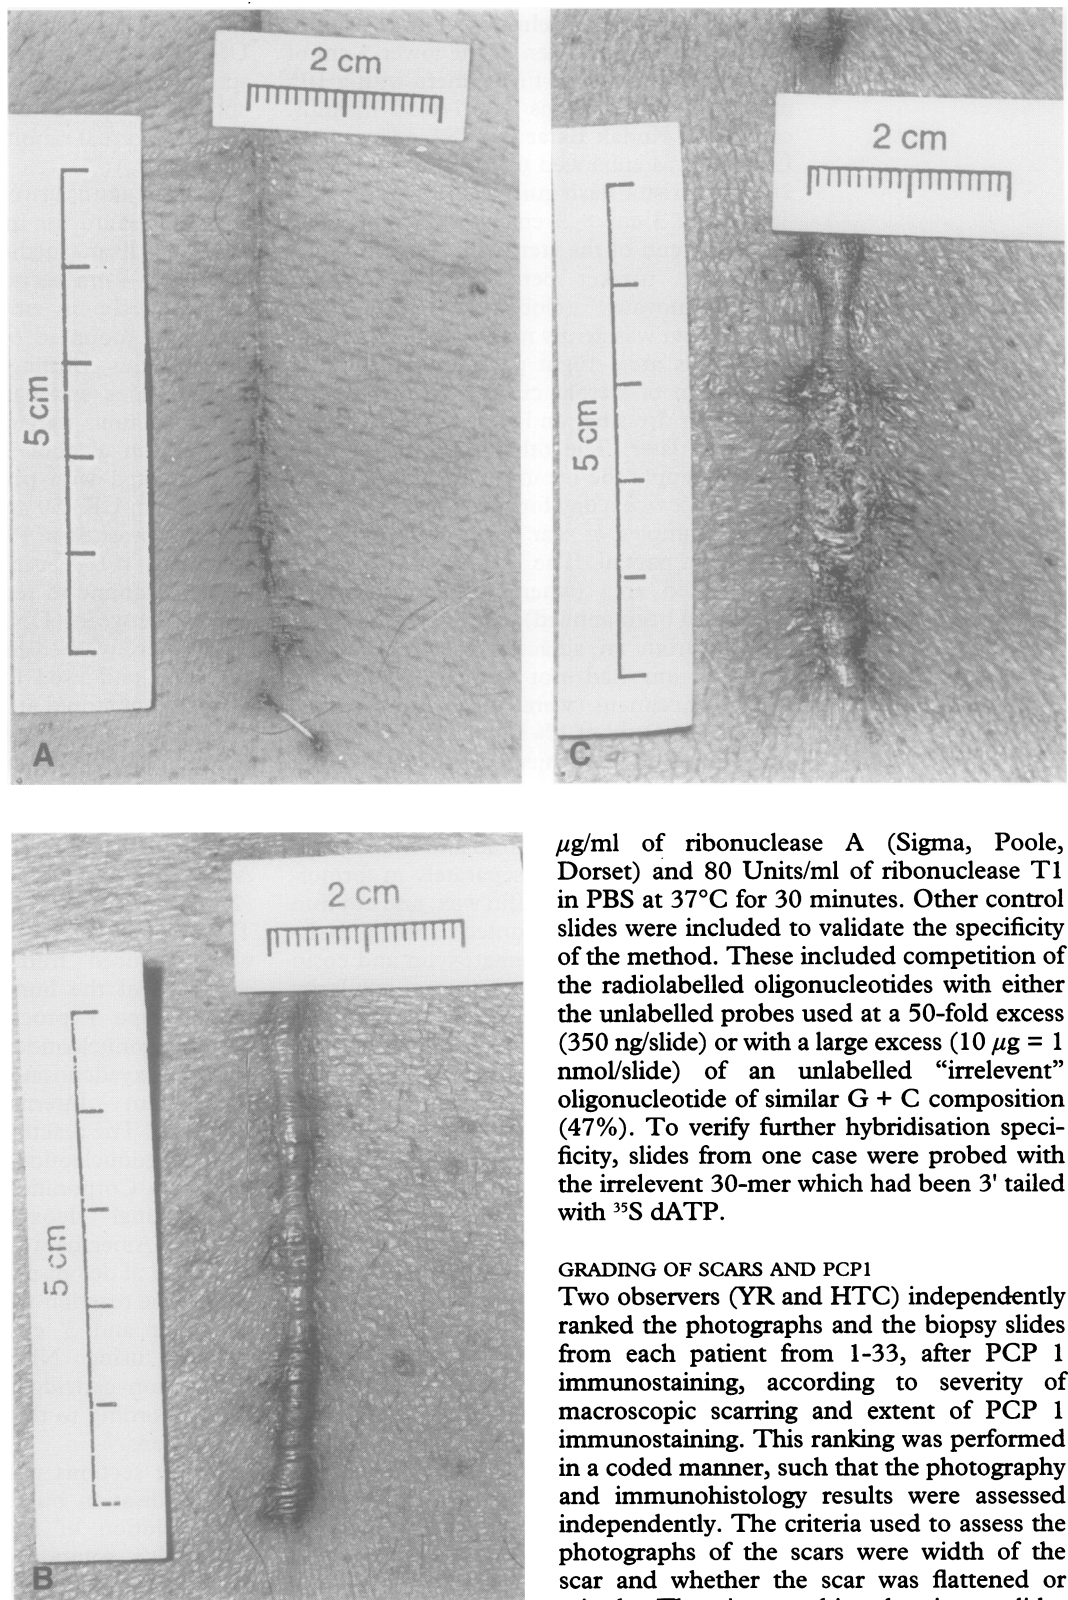 2 cm
5 cm
A
2 cm
5 cm
C
2 cm
5 cm
B
µg/ml of ribonuclease A (Sigma, Poole,
Dorset) and 80 Units/ml of ribonuclease T1
in PBS at 37°C for 30 minutes. Other control
slides were included to validate the specificity
of the method. These included competition of
the radiolabelled oligonucleotides with either
the unlabelled probes used at a 50-fold excess
(350 ng/slide) or with a large excess (10 µg = 1
nmol/slide) of an unlabelled “irrelevent”
oligonucleotide of similar G + C composition
(47%). To verify further hybridisation speci-
ficity, slides from one case were probed with
the irrelevent 30-mer which had been 3' tailed
with ³⁵S dATP.
GRADING OF SCARS AND PCP1
Two observers (YR and HTC) independently
ranked the photographs and the biopsy slides
from each patient from 1-33, after PCP 1
immunostaining, according to severity of
macroscopic scarring and extent of PCP 1
immunostaining. This ranking was performed
in a coded manner, such that the photography
and immunohistology results were assessed
independently. The criteria used to assess the
photographs of the scars were width of the
scar and whether the scar was flattened or